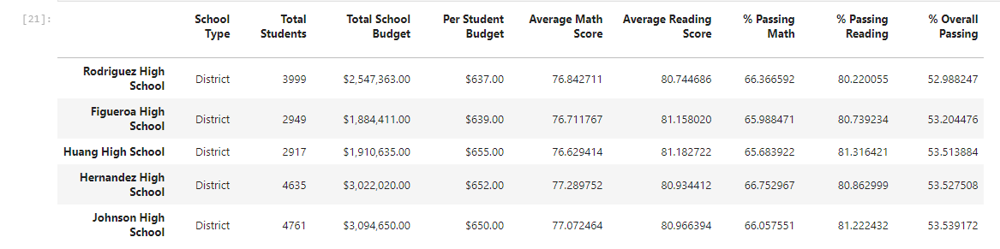 [21]:
School Type Total Students Total School Budget Per Student Budget Average Math Score Average Reading Score % Passing Math % Passing Reading % Overall Passing
Rodriguez High School District 3999 $2,547,363.00 $637.00 76.842711 80.744686 66.366592 80.220055 52.988247
Figueroa High School District 2949 $1,884,411.00 $639.00 76.711767 81.158020 65.988471 80.739234 53.204476
Huang High School District 2917 $1,910,635.00 $655.00 76.629414 81.182722 65.683922 81.316421 53.513884
Hernandez High School District 4635 $3,022,020.00 $652.00 77.289752 80.934412 66.752967 80.862999 53.527508
Johnson High School District 4761 $3,094,650.00 $650.00 77.072464 80.966394 66.057551 81.222432 53.539172